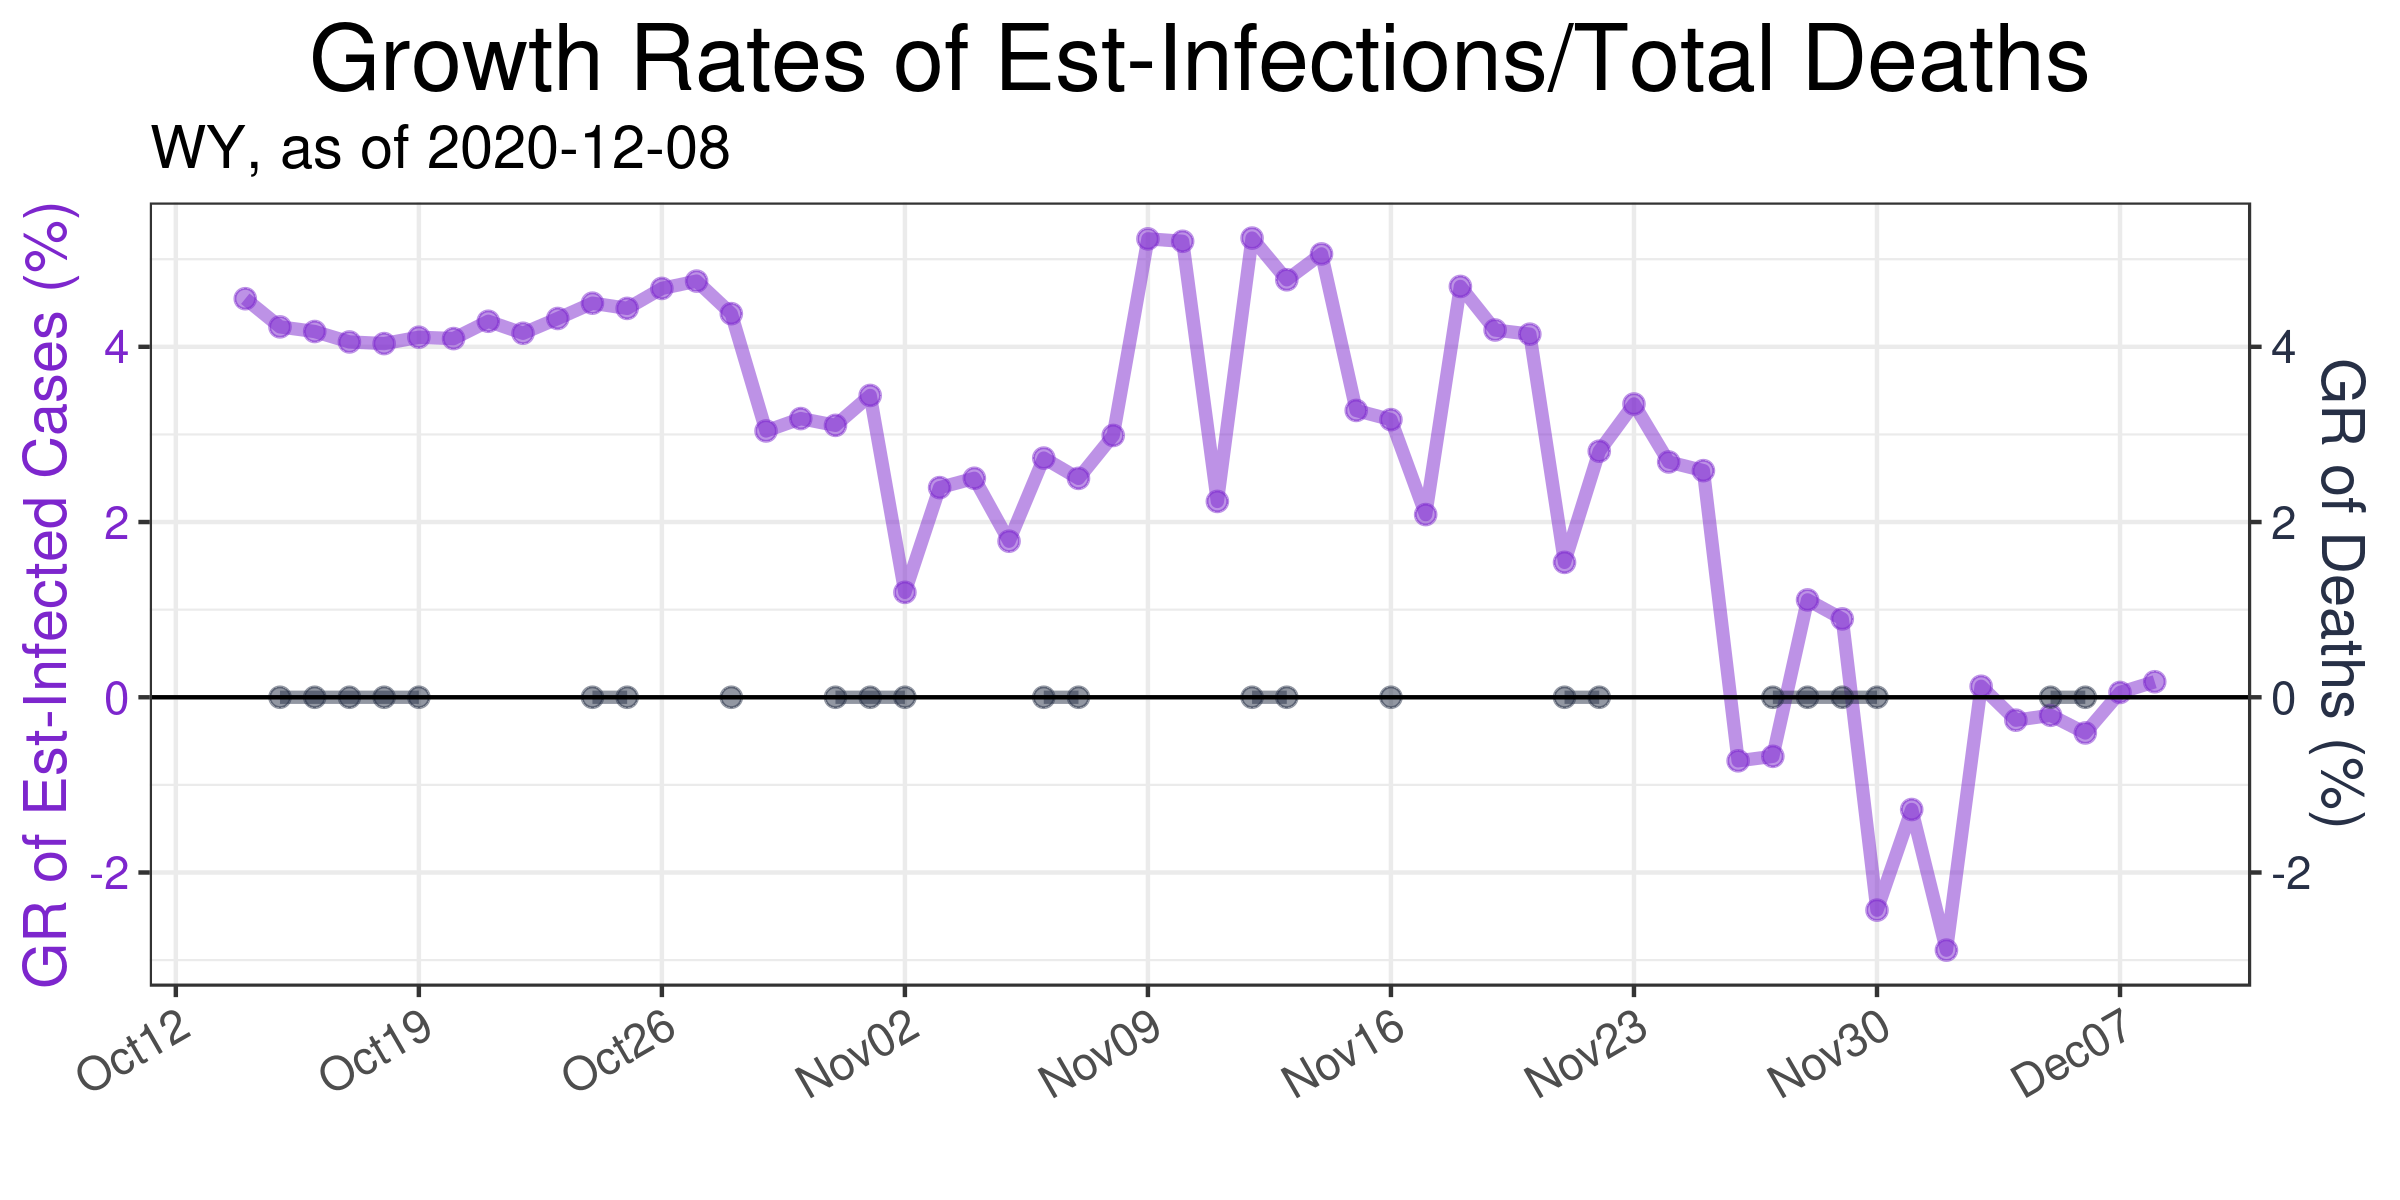 Growth Rates of Est-Infections/Total Deaths
WY, as of 2020-12-08
GR of Est-Infected Cases (%)
4
2
0
-2
4
2
0
-2
GR of Deaths (%)
Oct12
Oct19
Oct26
Nov02
Nov09
Nov16
Nov23
Nov30
Dec07